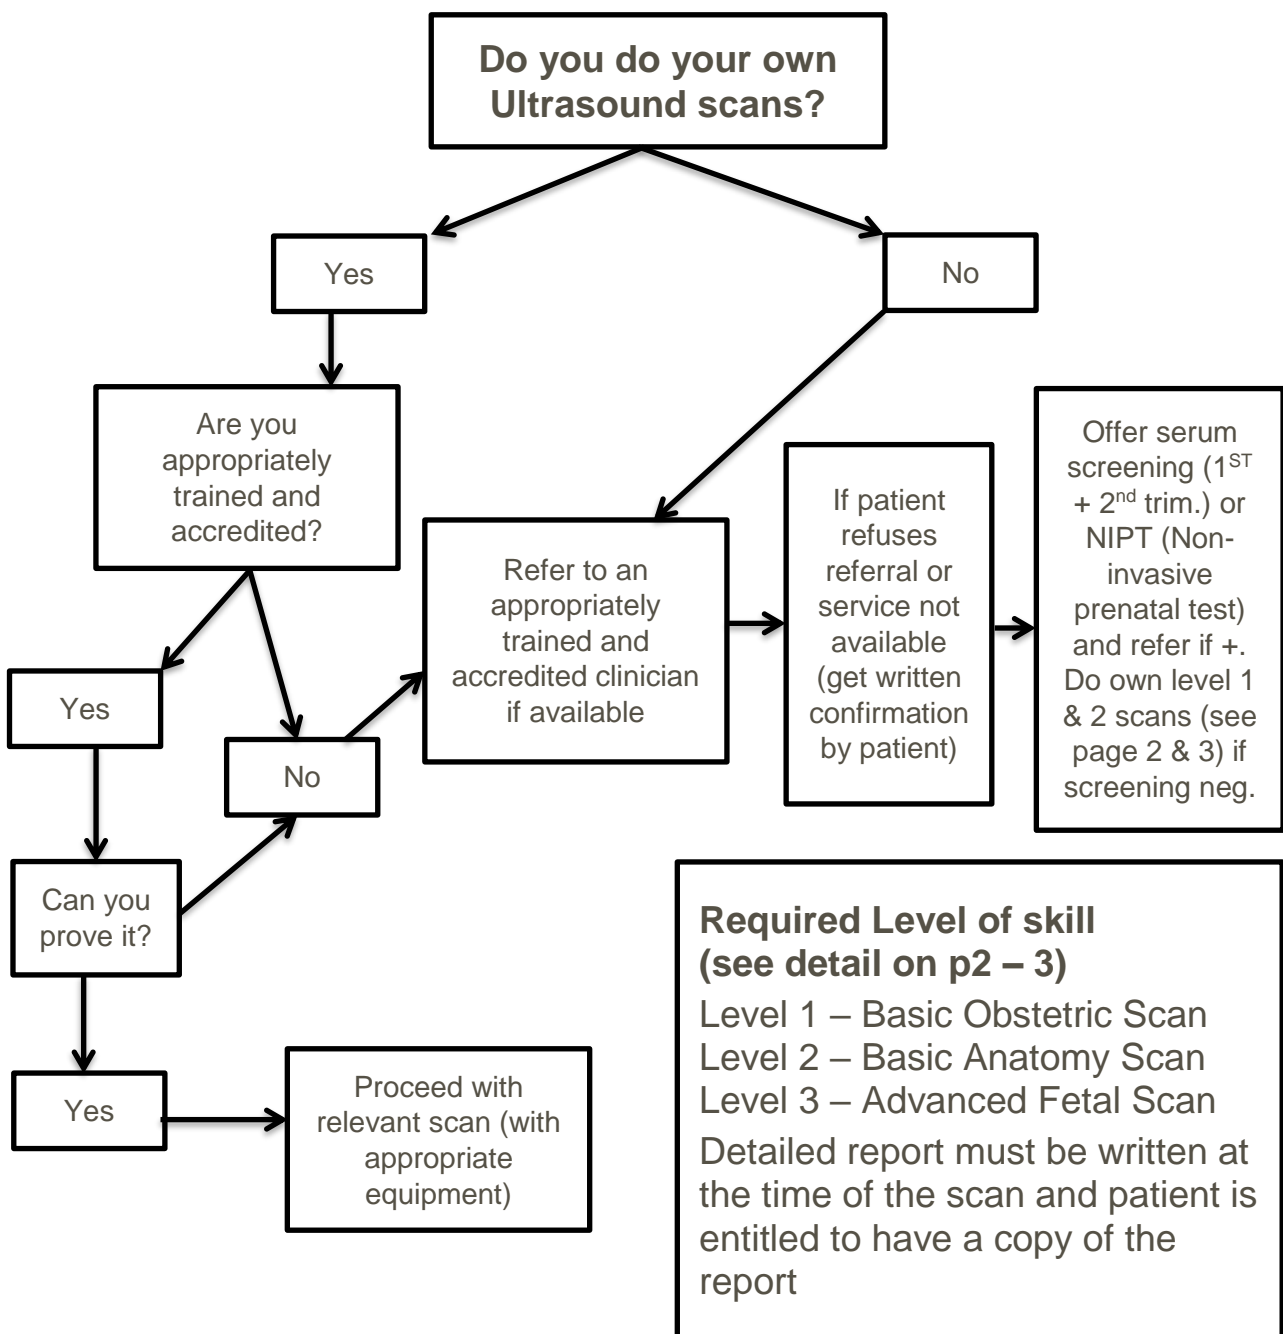 Do you do your own
Ultrasound scans?
Yes
No
Are you
appropriately
trained and
accredited?
Refer to an
appropriately
trained and
accredited clinician
if available
If patient
refuses
referral or
service not
available
(get written
confirmation
by patient)
Offer serum
screening (1ST
+ 2nd trim.) or
NIPT (Non-
invasive
prenatal test)
and refer if +.
Do own level 1
& 2 scans (see
page 2 & 3) if
screening neg.
Yes
No
Can you
prove it?
Yes
Proceed with
relevant scan (with
appropriate
equipment)
Required Level of skill
(see detail on p2 – 3)
Level 1 – Basic Obstetric Scan
Level 2 – Basic Anatomy Scan
Level 3 – Advanced Fetal Scan
Detailed report must be written at
the time of the scan and patient is
entitled to have a copy of the
report